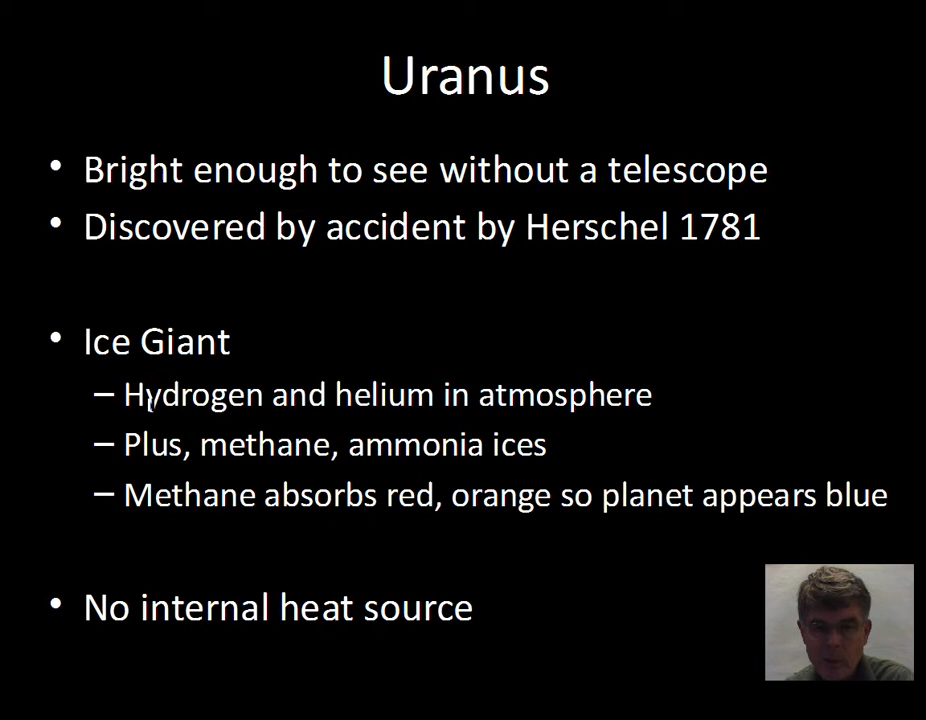 Uranus
• Bright enough to see without a telescope
• Discovered by accident by Herschel 1781
• Ice Giant
– Hydrogen and helium in atmosphere
– Plus, methane, ammonia ices
– Methane absorbs red, orange so planet appears blue
• No internal heat source